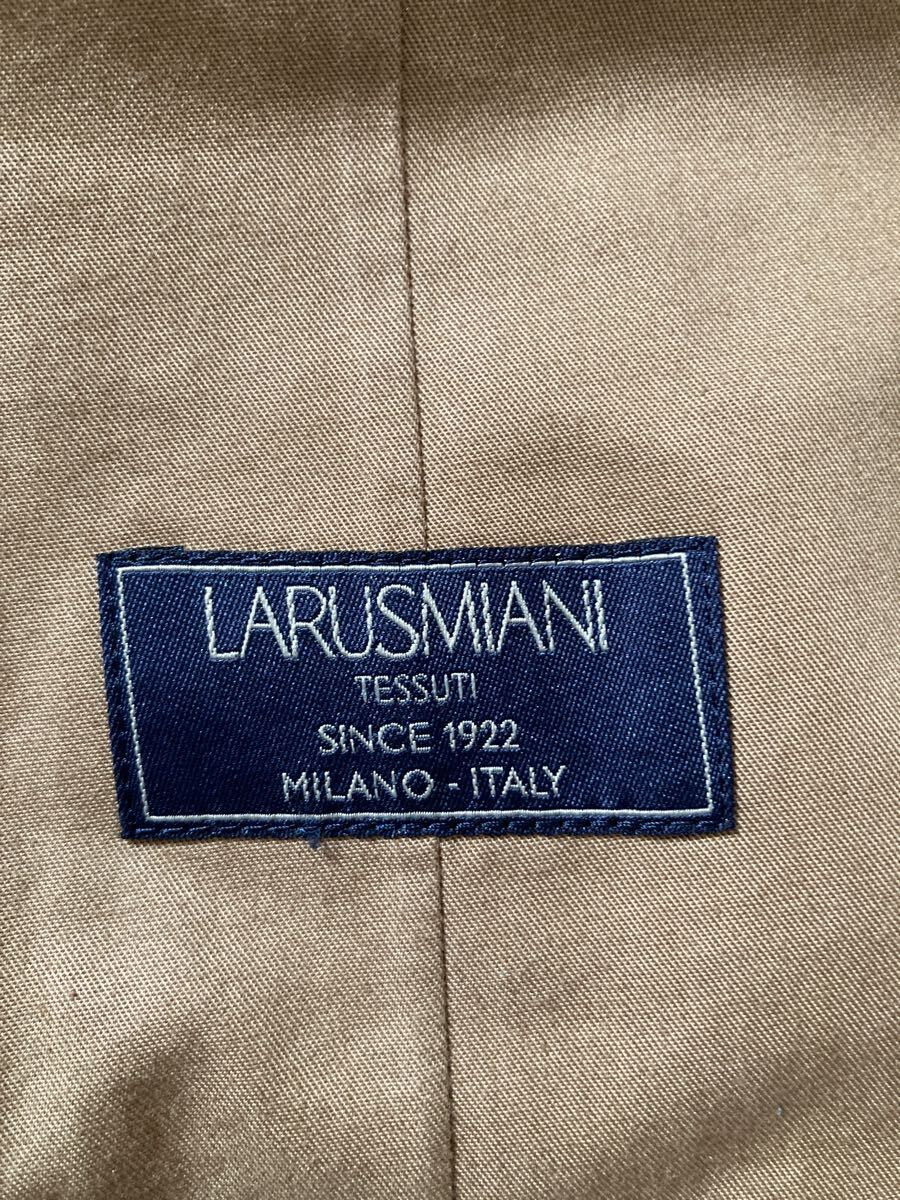 LARUSMIANI
TESSUTI
SINCE 1922
MILANO - ITALY